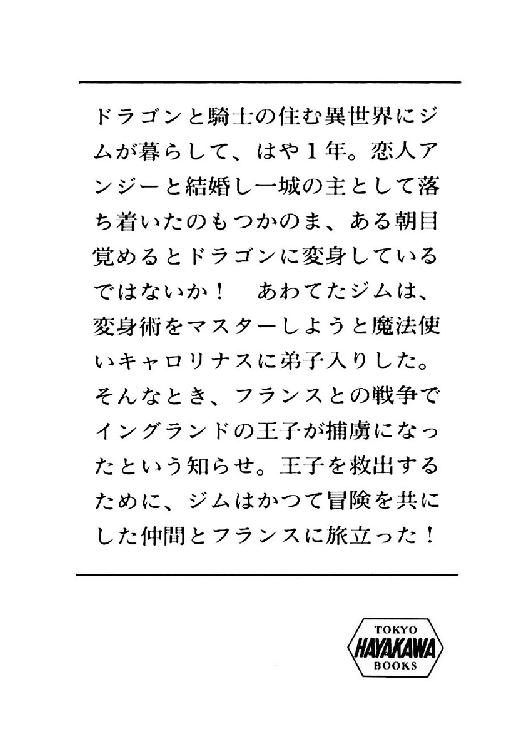 ドラゴンと騎士の住む異世界にジ
ムが暮らして、はや1年。恋人ア
ンジーと結婚し一城の主として落
ち着いたのもつかのま、ある朝目
覚めるとドラゴンに変身している
ではないか！　あわてたジムは、
変身術をマスターしようと魔法使
いキャロリナスに弟子入りした。
そんなとき、フランスとの戦争で
イングランドの王子が捕虜になっ
たという知らせ。王子を救出する
ために、ジムはかつて冒険を共に
した仲間とフランスに旅立った！
TOKYO
HAYAKAWA
BOOKS